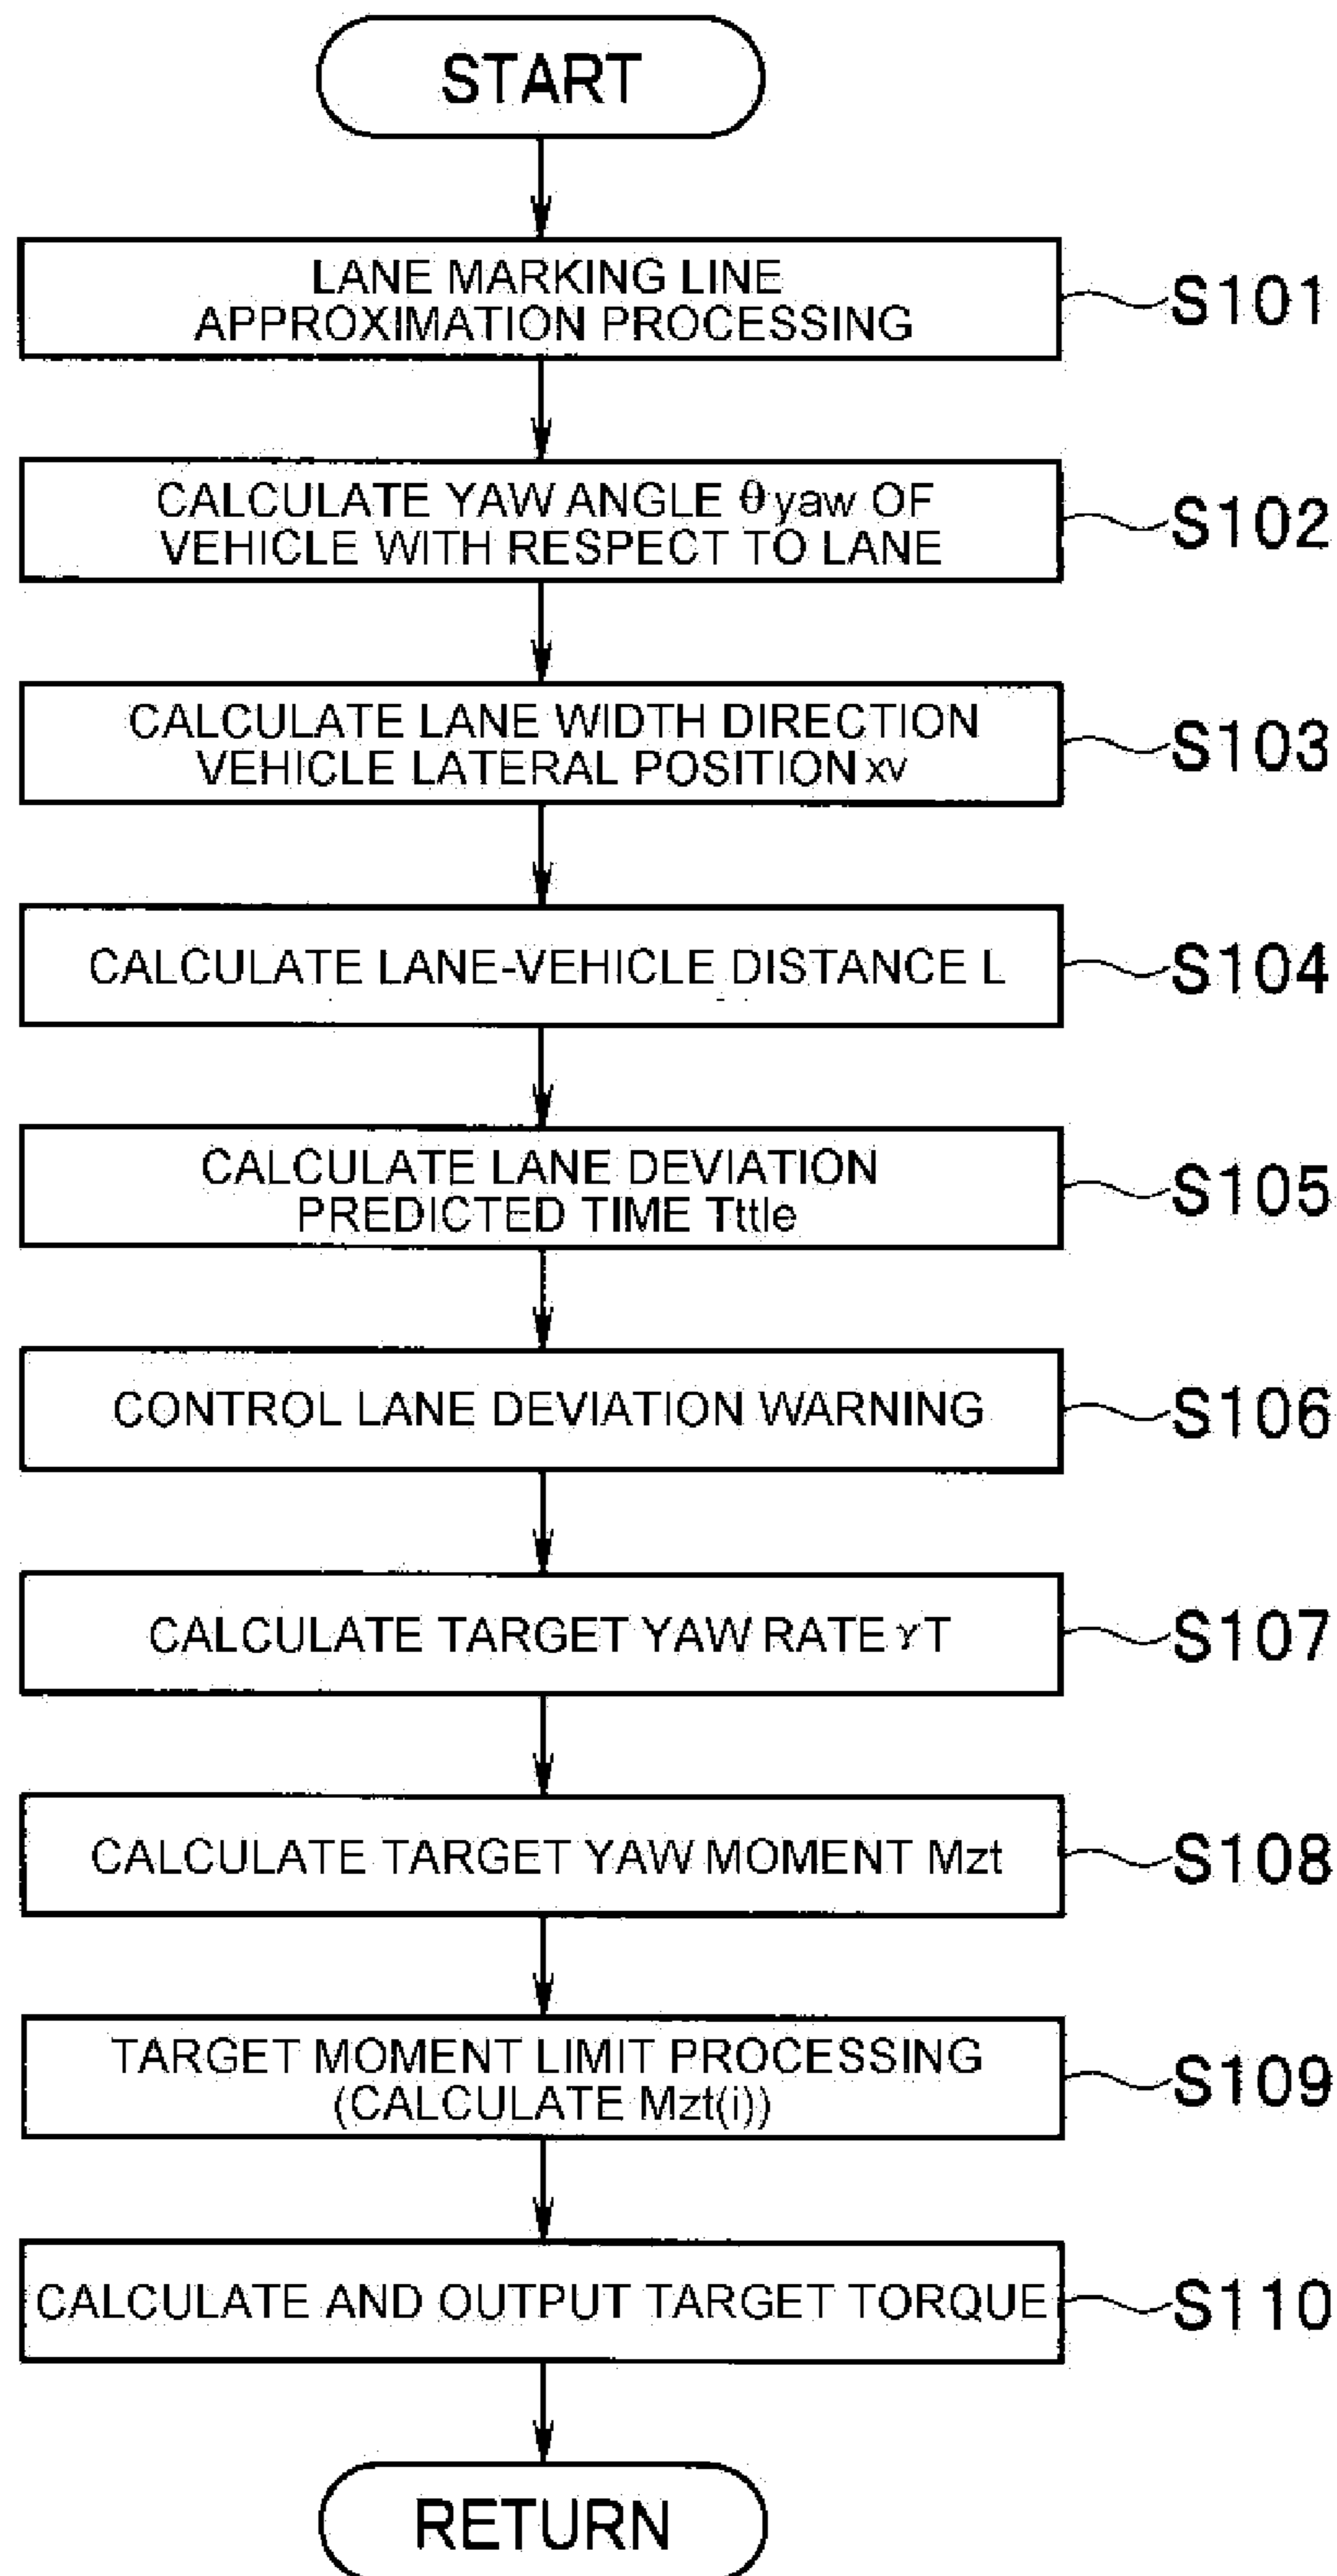 START
LANE MARKING LINE
APPROXIMATION PROCESSING
S101
CALCULATE YAW ANGLE θyaw OF
VEHICLE WITH RESPECT TO LANE
S102
CALCULATE LANE WIDTH DIRECTION
VEHICLE LATERAL POSITION xv
S103
CALCULATE LANE-VEHICLE DISTANCE L
S104
CALCULATE LANE DEVIATION
PREDICTED TIME Tttle
S105
CONTROL LANE DEVIATION WARNING
S106
CALCULATE TARGET YAW RATE γT
S107
CALCULATE TARGET YAW MOMENT Mzt
S108
TARGET MOMENT LIMIT PROCESSING
(CALCULATE Mzt(i))
S109
CALCULATE AND OUTPUT TARGET TORQUE
S110
RETURN